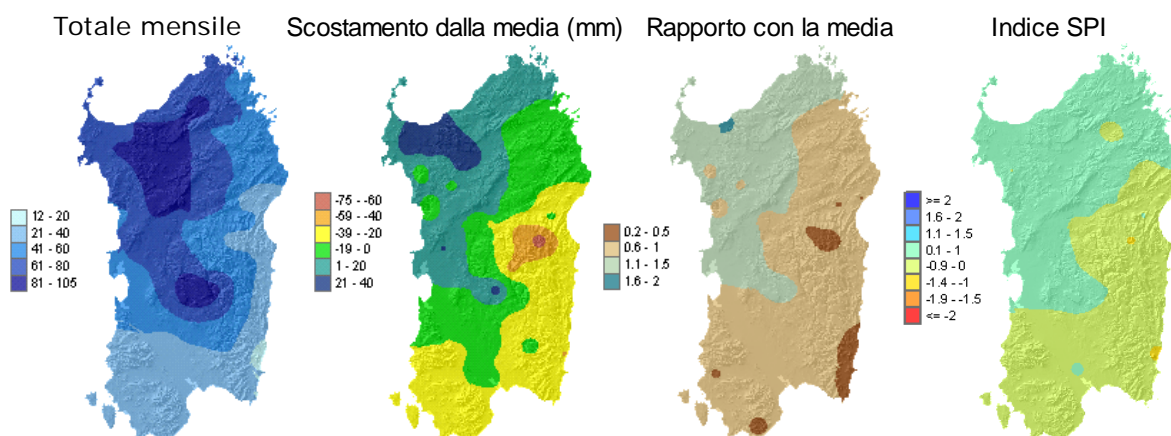 Totale mensile
Scostamento dalla media (mm)
Rapporto con la media
Indice SPI
12 - 20
21 - 40
41 - 60
61 - 80
81 - 105
-75 - -60
-59 - -40
-39 - -20
-19 - 0
1 - 20
21 - 40
0.2 - 0.5
0.6 - 1
1.1 - 1.5
1.6 - 2
>= 2
1.6 - 2
1.1 - 1.5
0.1 - 1
-0.9 - 0
-1.4 - -1
-1.9 - -1.5
<= -2